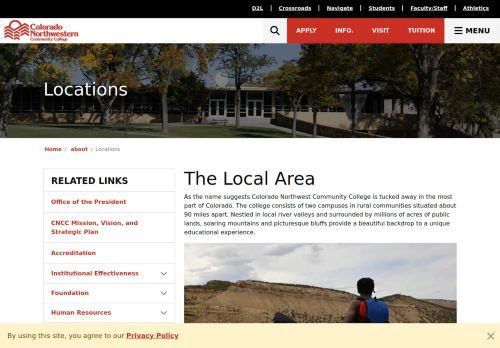 D2L | Crossroads | Navigate | Students | Faculty/Staff | Athletics
Colorado
Northwestern
Community College
APPLY INFO. VISIT TUITION MENU
Locations
Home / about / Locations
RELATED LINKS
Office of the President
CNCC Mission, Vision, and
Strategic Plan
Accreditation
Institutional Effectiveness
Foundation
Human Resources
The Local Area
As the name suggests Colorado Northwest Community College is tucked away in the most
part of Colorado. The college consists of two campuses in rural communities situated about
90 miles apart. Nestled in local river valleys and surrounded by millions of acres of public
lands, soaring mountains and picturesque bluffs provide a beautiful backdrop to a unique
educational experience.
By using this site, you agree to our Privacy Policy